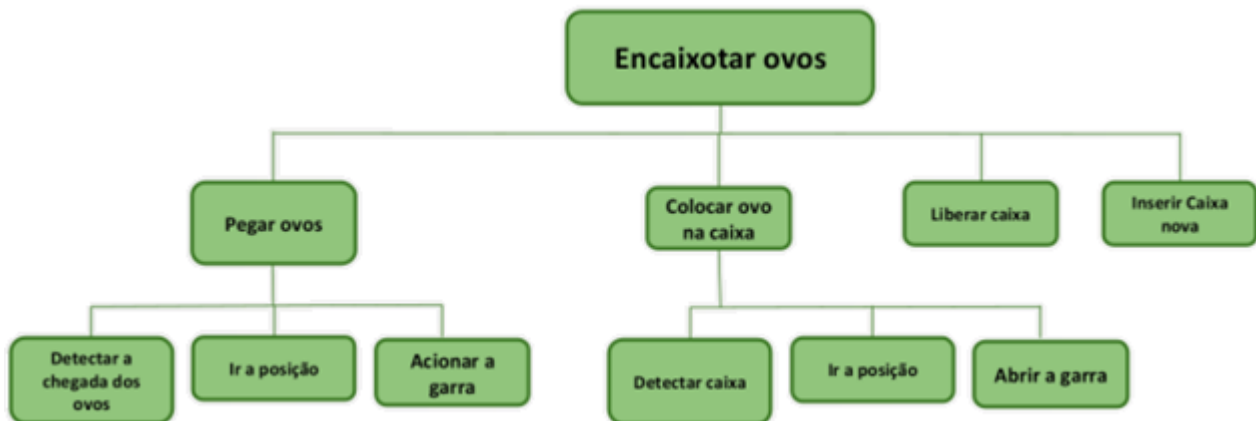 Encaixotar ovos
Pegar ovos
Colocar ovo
na caixa
Liberar caixa
Inserir Caixa
nova
Detectar a
chegada dos
ovos
Ir a posição
Acionar a
garra
Detectar caixa
Ir a posição
Abrir a garra